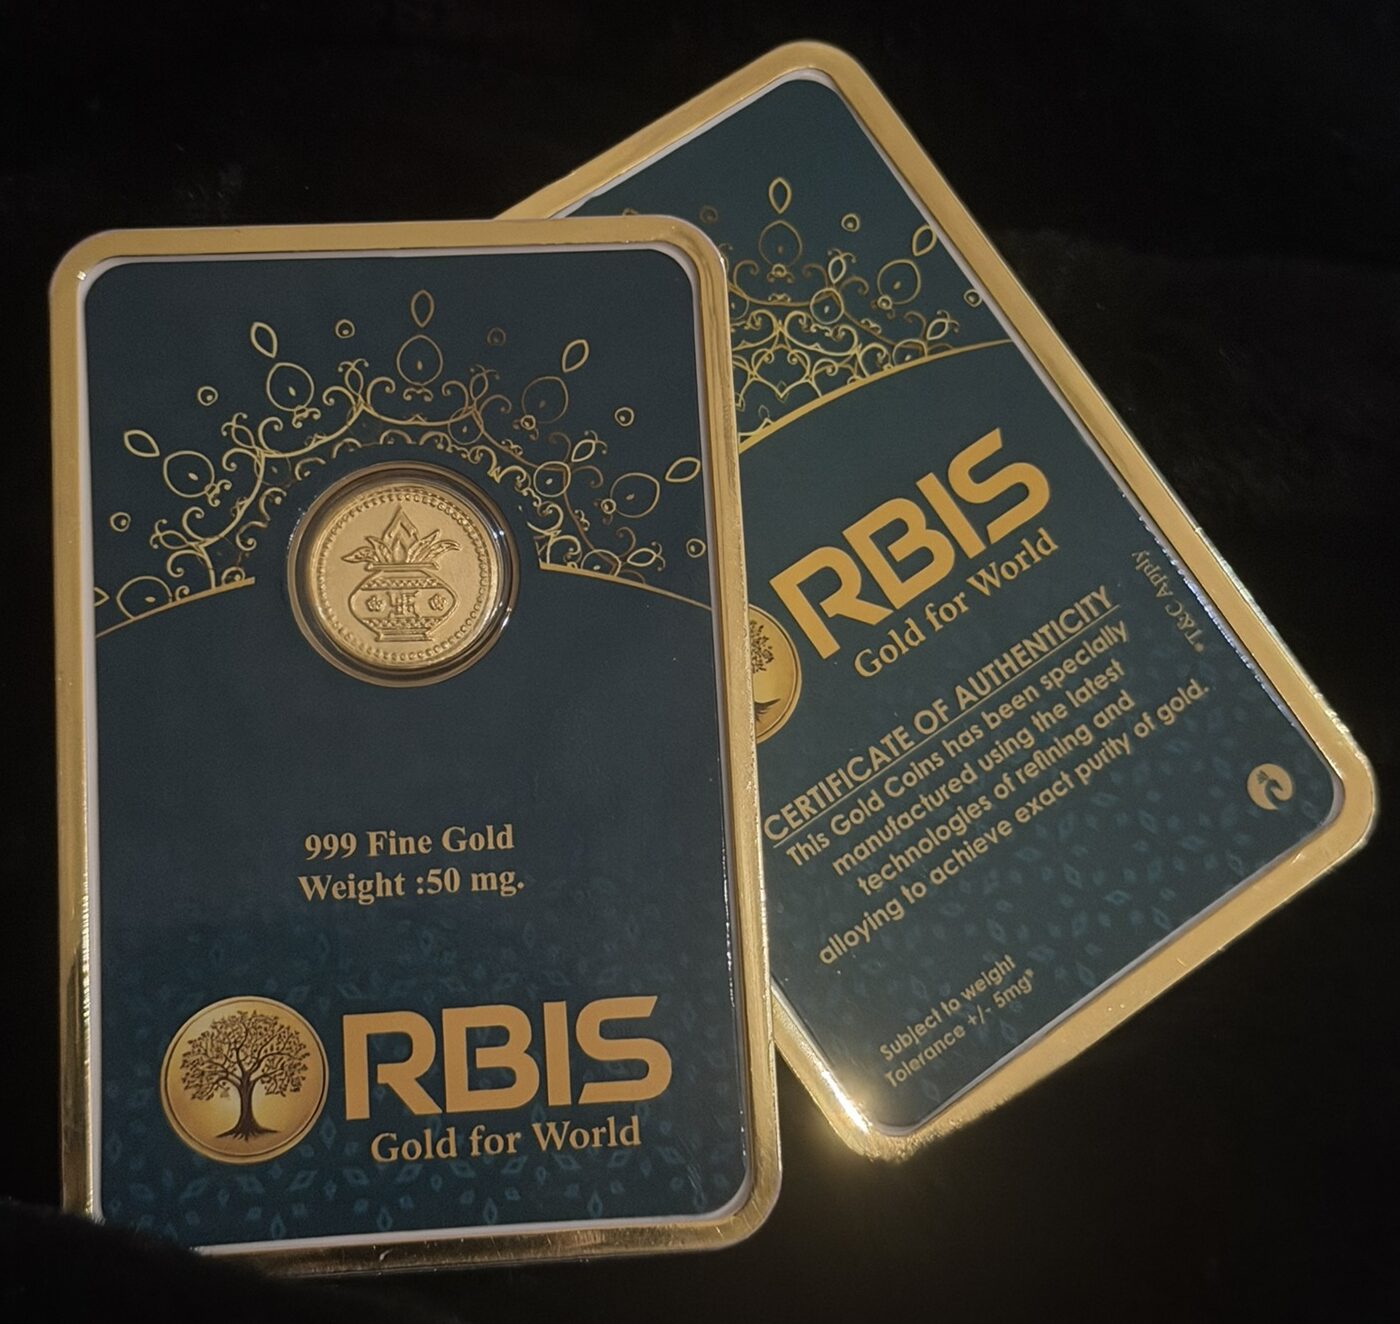 999 Fine Gold
Weight :50 mg.
RBIS
Gold for World
RBIS
Gold for World
CERTIFICATE OF AUTHENTICITY
This Gold Coins has been specially
manufactured using the latest
technologies of refining and
alloying to achieve exact purity of gold.
Subject to weight
Tolerance +/- 5mg*
*T&C Apply